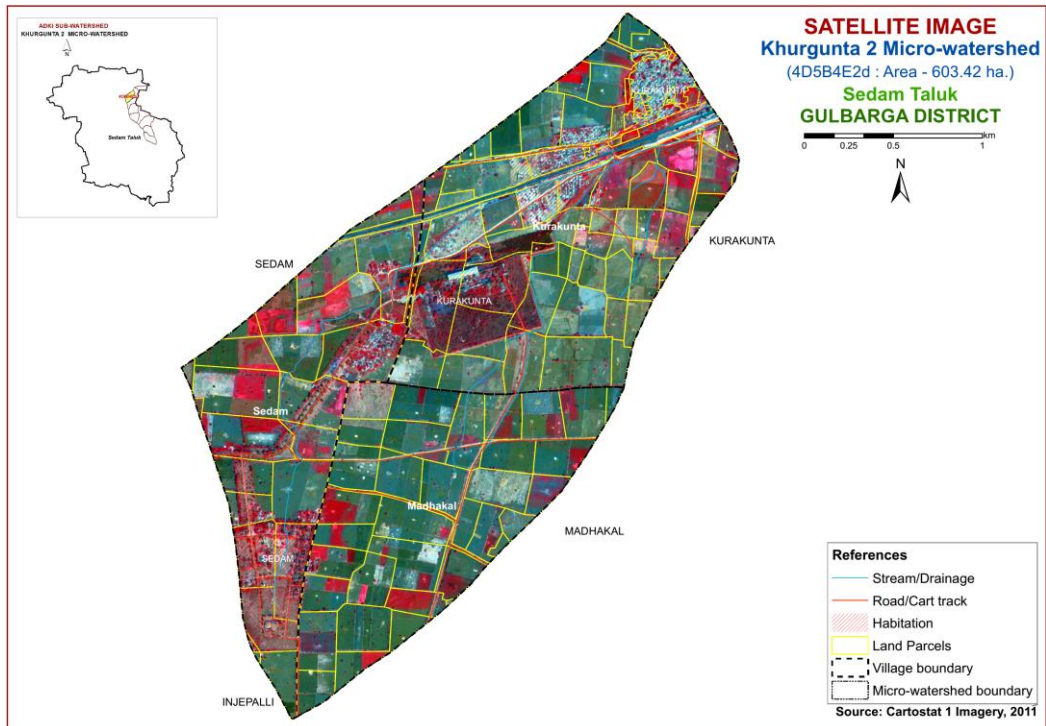 ADKI SUB-WATERSHED
KHURGUNTA 2 MICRO-WATERSHED
N
Sedam Taluk
SATELLITE IMAGE
Khurgunta 2 Micro-watershed
(4D5B4E2d : Area - 603.42 ha.)
Sedam Taluk
GULBARGA DISTRICT
km
0 0.25 0.5 1
N
KURAKUNTA
Kurakunta
KURAKUNTA
SEDAM
KURAKUNTA
Sedam
Madhakal
MADHAKAL
SEDAM
INJEPALLI
References
Stream/Drainage
Road/Cart track
Habitation
Land Parcels
Village boundary
Micro-watershed boundary
Source: Cartostat 1 Imagery, 2011